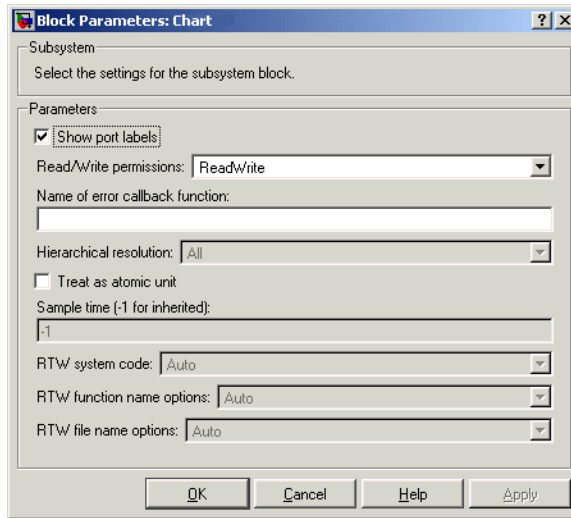 Block Parameters: Chart
Subsystem
Select the settings for the subsystem block.
Parameters
Show port labels
Read/Write permissions: ReadWrite
Name of error callback function:
Hierarchical resolution: All
Treat as atomic unit
Sample time (-1 for inherited):
-1
RTW system code: Auto
RTW function name options: Auto
RTW file name options: Auto
OK Cancel Help Apply